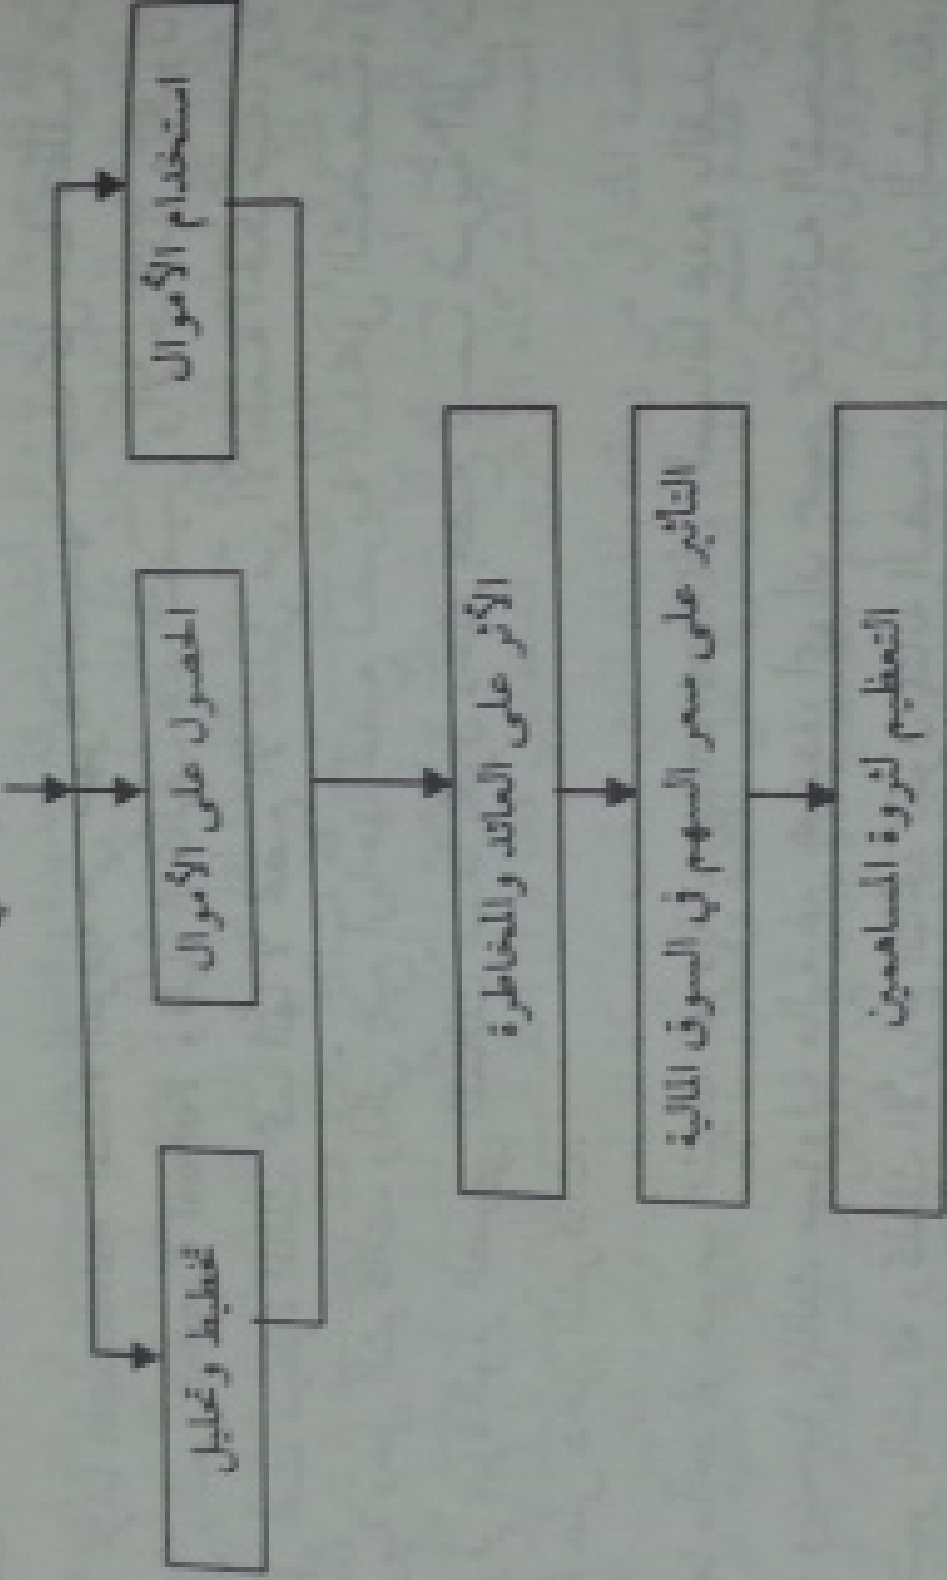 استخدام الأموال
الحصول على الأموال
تخطيط وتحليل
الأثر على العائد والمخاطرة
التأثير على سعر السهم في السوق المالية
التعظيم لثروة المساهمين